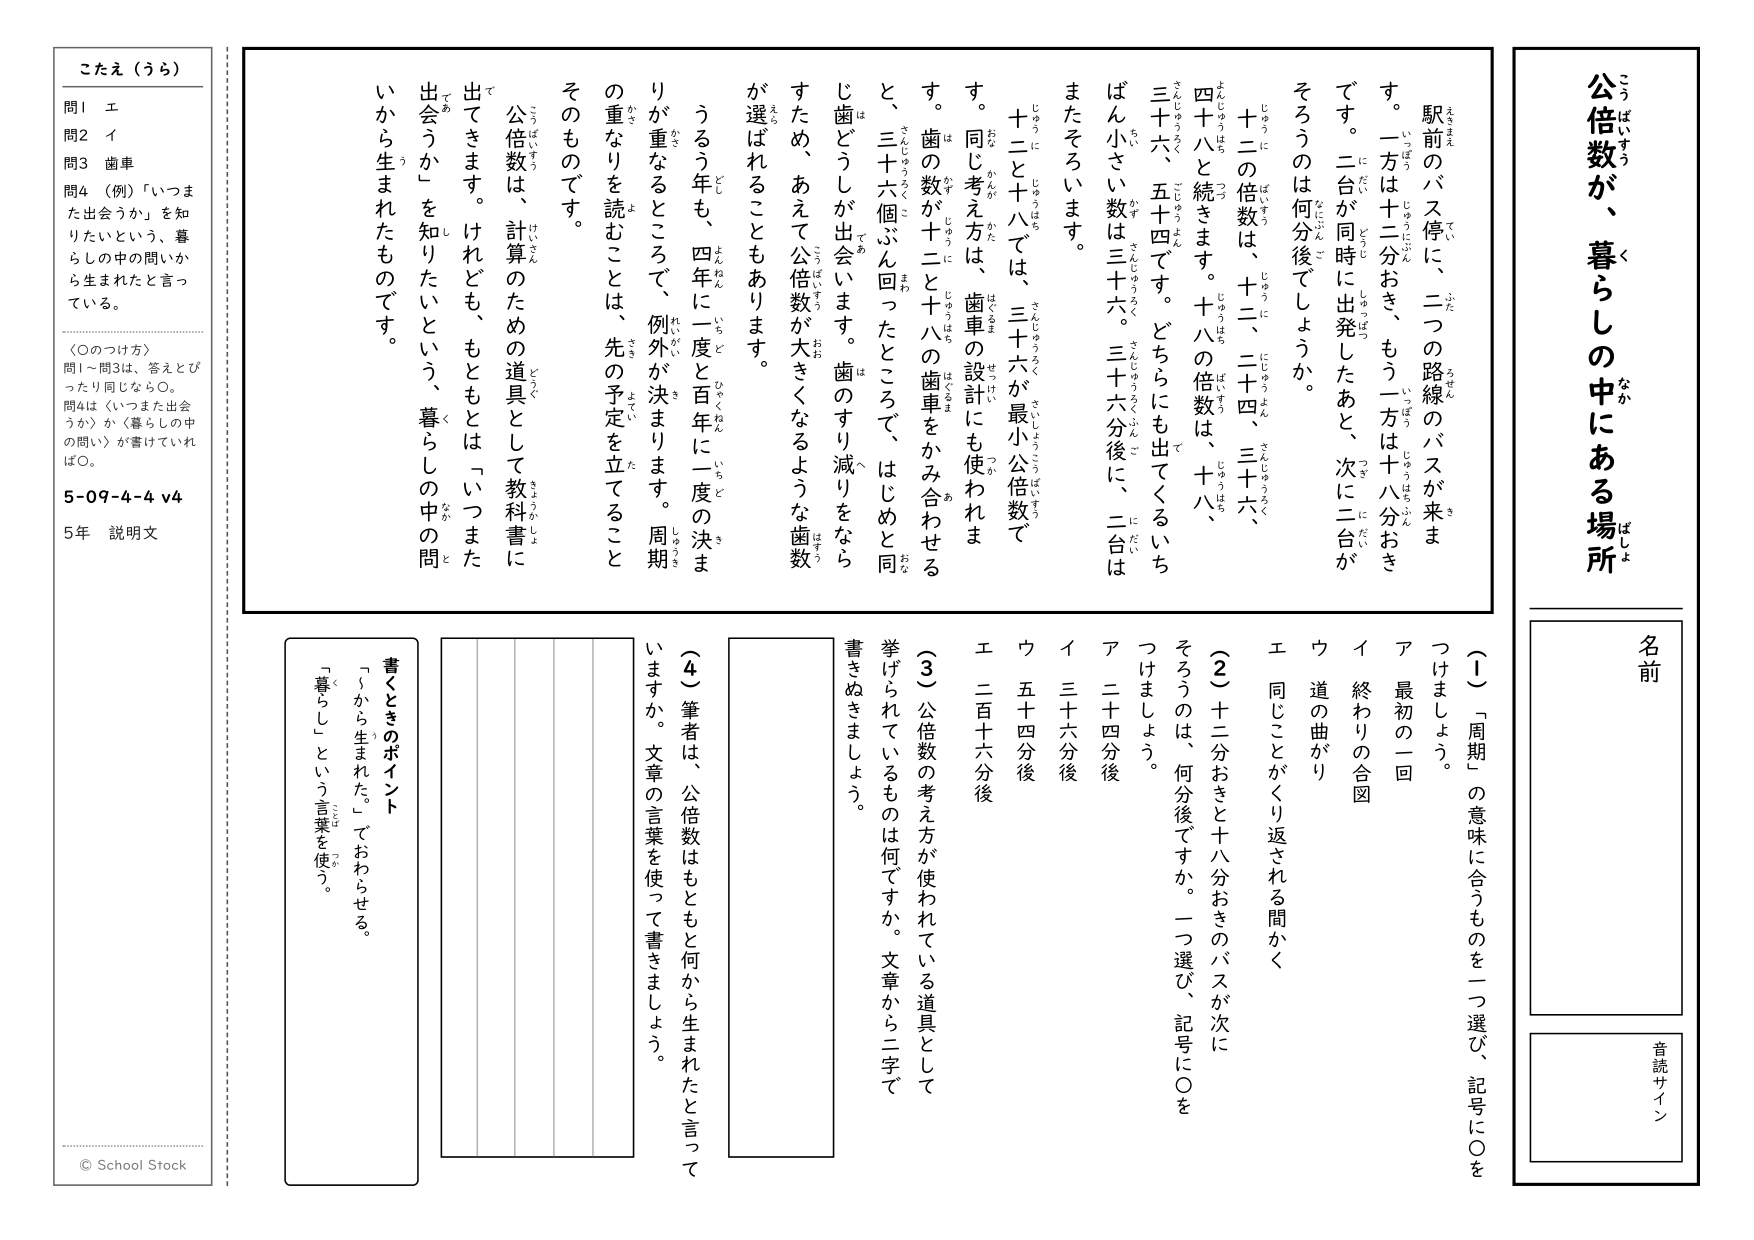 公倍数が、暮らしの中にある場所
名前
音読サイン
駅前のバス停に、二つの路線のバスが来ま
す。一方は十二分おき、もう一方は十八分おき
です。二台が同時に出発したあと、次に二台が
そろうのは何分後でしょうか。
十二の倍数は、十二、二十四、三十六、
四十八と続きます。十八の倍数は、十八、
三十六、五十四です。どちらにも出てくるいち
ばん小さい数は三十六。三十六分後に、二台は
またそろいます。
十二と十八では、三十六が最小公倍数で
す。同じ考え方は、歯車の設計にも使われま
す。歯の数が十二と十八の歯車をかみ合わせる
と、三十六個ぶん回ったところで、はじめと同
じ歯どうしが出会います。歯のすり減りをなら
すため、あえて公倍数が大きくなるような歯数
が選ばれることもあります。
うるう年も、四年に一度と百年に一度の決ま
りが重なるところで、例外が決まります。周期
の重なりを読むことは、先の予定を立てること
そのものです。
公倍数は、計算のための道具として教科書に
出てきます。けれども、もともとは「いつまた
出会うか」を知りたいという、暮らしの中の問
いから生まれたものです。
(1)「周期」の意味に合うものを一つ選び、記号に○を
つけましょう。
ア 最初の一回
イ 終わりの合図
ウ 道の曲がり
エ 同じことがくり返される間かく
(2)十二分おきと十八分おきのバスが次に
そろうのは、何分後ですか。一つ選び、記号に○を
つけましょう。
ア 二十四分後
イ 三十六分後
ウ 五十四分後
エ 二百十六分後
(3)公倍数の考え方が使われている道具として
挙げられているものは何ですか。文章から二字で
書きぬきましょう。
(4)筆者は、公倍数はもともと何から生まれたと言って
いますか。文章の言葉を使って書きましょう。
書くときのポイント
「～から生まれた。」でおわらせる。
「暮らし」という言葉を使う。
こたえ（うら）
問1 エ
問2 イ
問3 歯車
問4 （例）「いつま
た出会うか」を知
りたいという、暮
らしの中の問いか
ら生まれたと言っ
ている。
〈○のつけ方〉
問1～問3は、答えとぴ
ったり同じなら○。
問4は〈いつまた出会
うか〉か〈暮らしの中
の問い〉が書けていれ
ば○。
5-09-4-4 v4
5年 説明文
© School Stock